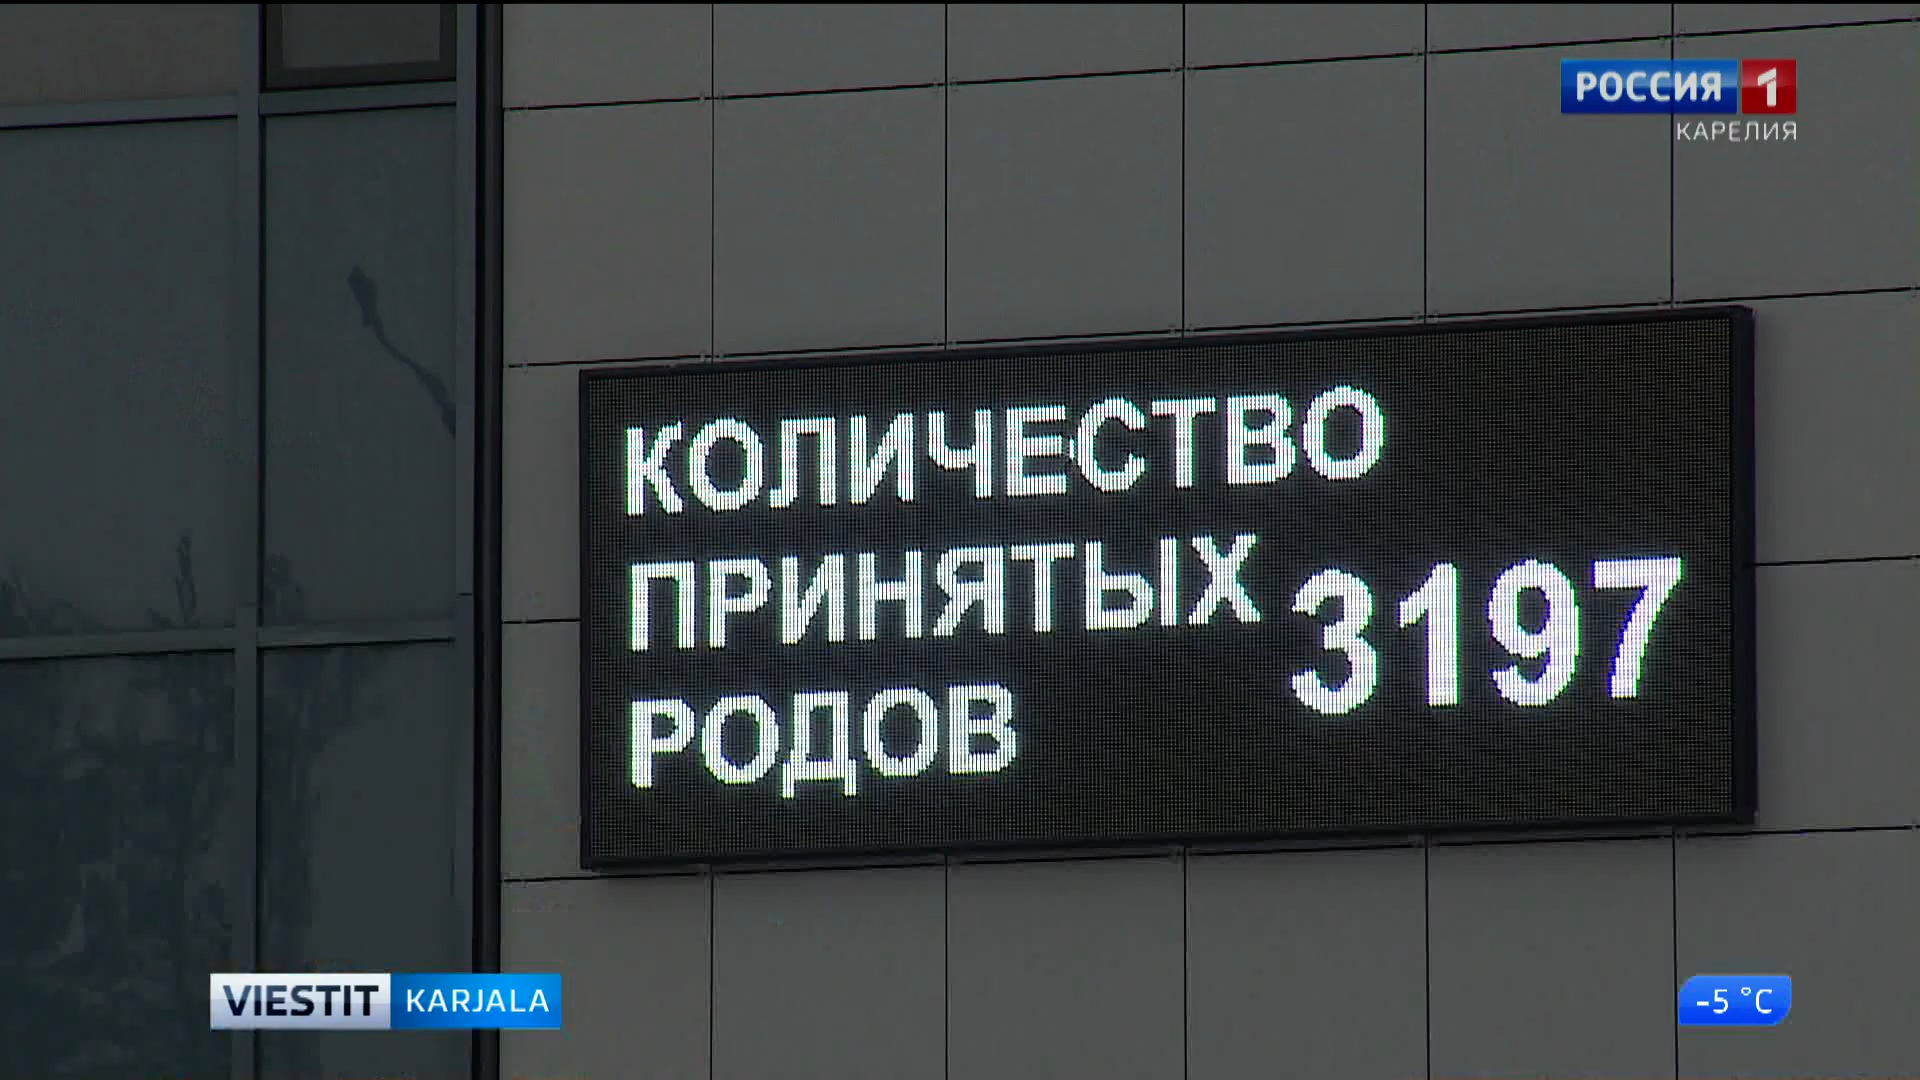 РОССИЯ 1
КАРЕЛИЯ
КОЛИЧЕСТВО
ПРИНЯТЫХ 3197
РОДОВ
VIESTIT KARJALA
-5 °C